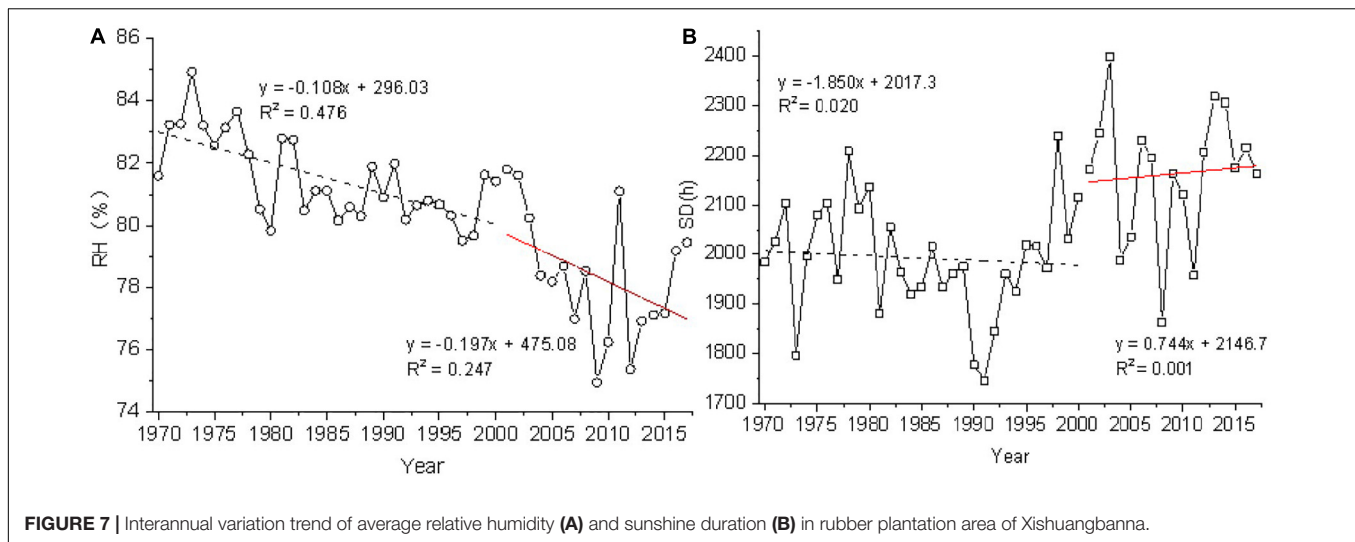 A
86
84
82
80
78
76
74
RH (%)
y = -0.108x + 296.03
R² = 0.476
y = -0.197x + 475.08
R² = 0.247
1970 1975 1980 1985 1990 1995 2000 2005 2010 2015
Year
B
2400
2300
2200
2100
2000
1900
1800
1700
SD(h)
y = -1.850x + 2017.3
R² = 0.020
y = 0.744x + 2146.7
R² = 0.001
1970 1975 1980 1985 1990 1995 2000 2005 2010 2015
Year
FIGURE 7 | Interannual variation trend of average relative humidity (A) and sunshine duration (B) in rubber plantation area of Xishuangbanna.